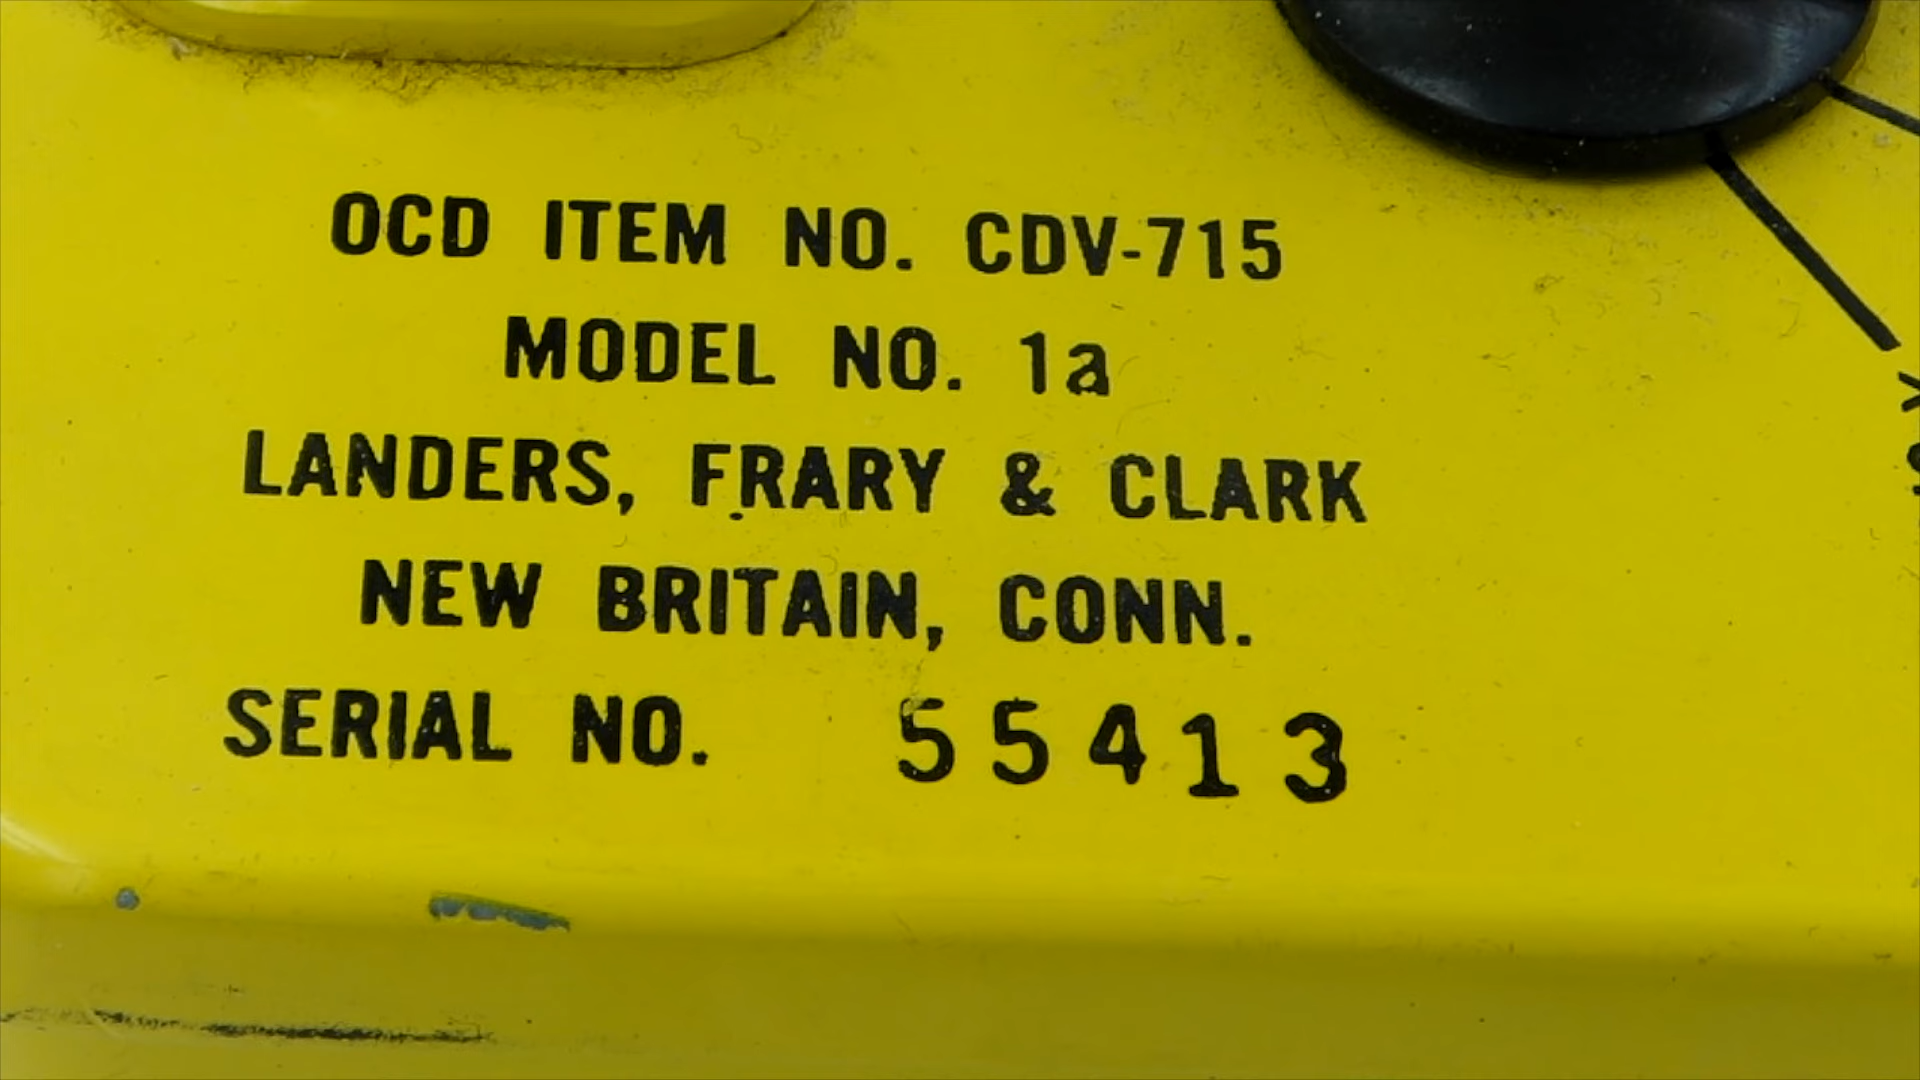 OCD ITEM NO. CDV-715
MODEL NO. 1a
LANDERS, FRARY & CLARK
NEW BRITAIN, CONN.
SERIAL NO. 55413